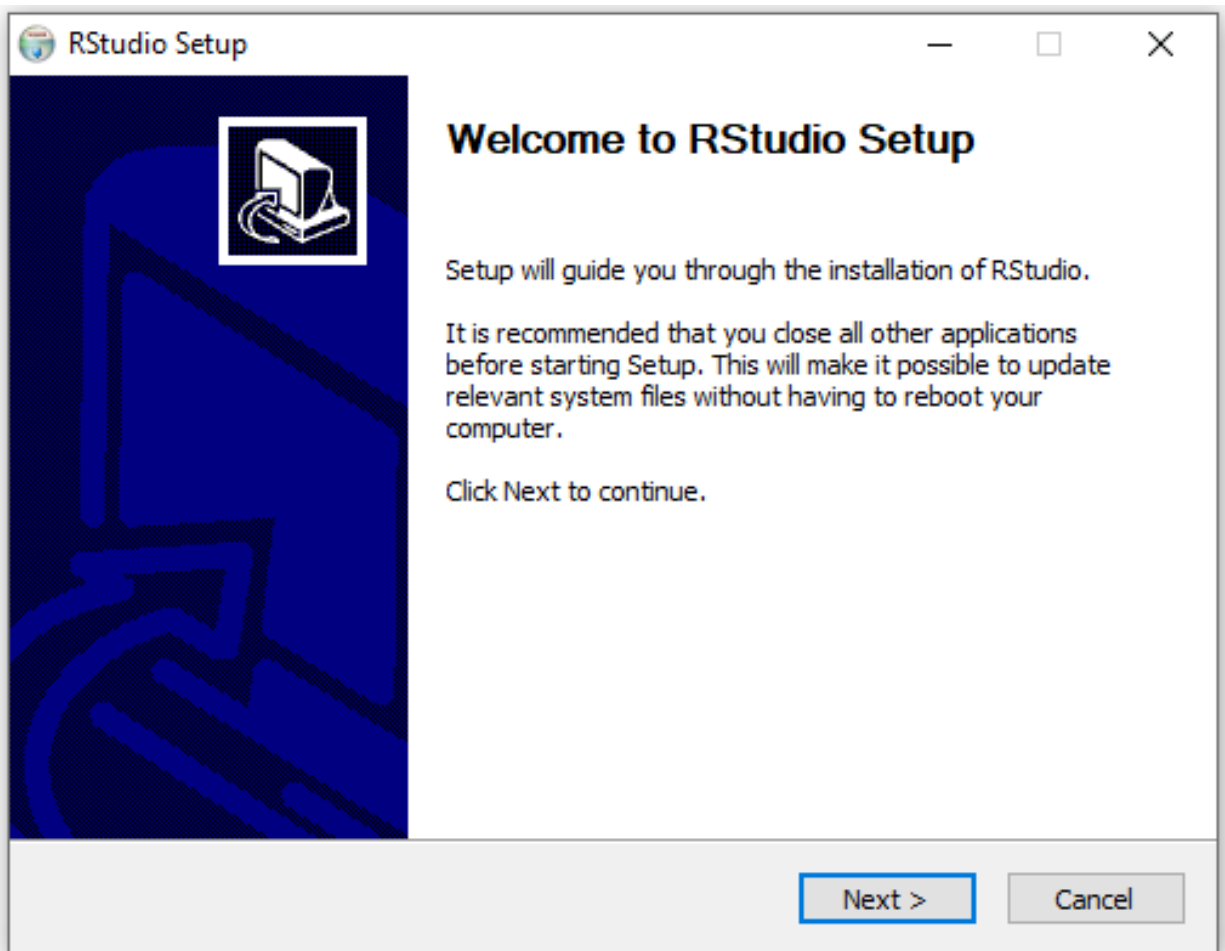 RStudio Setup
Welcome to RStudio Setup
Setup will guide you through the installation of RStudio.
It is recommended that you close all other applications
before starting Setup. This will make it possible to update
relevant system files without having to reboot your
computer.
Click Next to continue.
Next >
Cancel